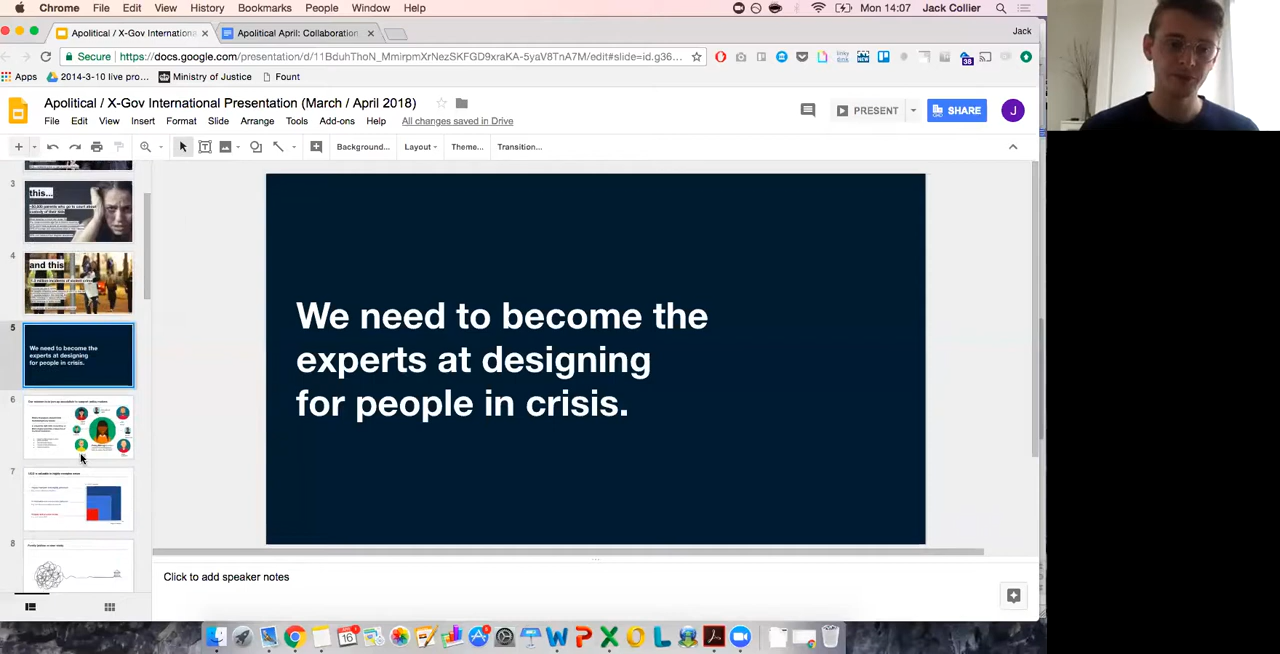 Chrome File Edit View History Bookmarks People Window Help Mon 14:07 Jack Collier
Apolitical / X-Gov Internationa Apolitical April: Collaboration Jack
Secure https://docs.google.com/presentation/d/11BduhThoN_MmirpmXrNezSKFGD9xraKA-5yaV8TnA7M/edit#slide=id.g36...
Apps 2014-3-10 live pro... Ministry of Justice Fount
Apolitical / X-Gov International Presentation (March / April 2018)
File Edit View Insert Format Slide Arrange Tools Add-ons Help All changes saved in Drive
PRESENT SHARE J
Background... Layout Theme... Transition...
3
this...
4
and this
5
We need to become the
experts at designing
for people in crisis.
6
7
8
We need to become the
experts at designing
for people in crisis.
Click to add speaker notes